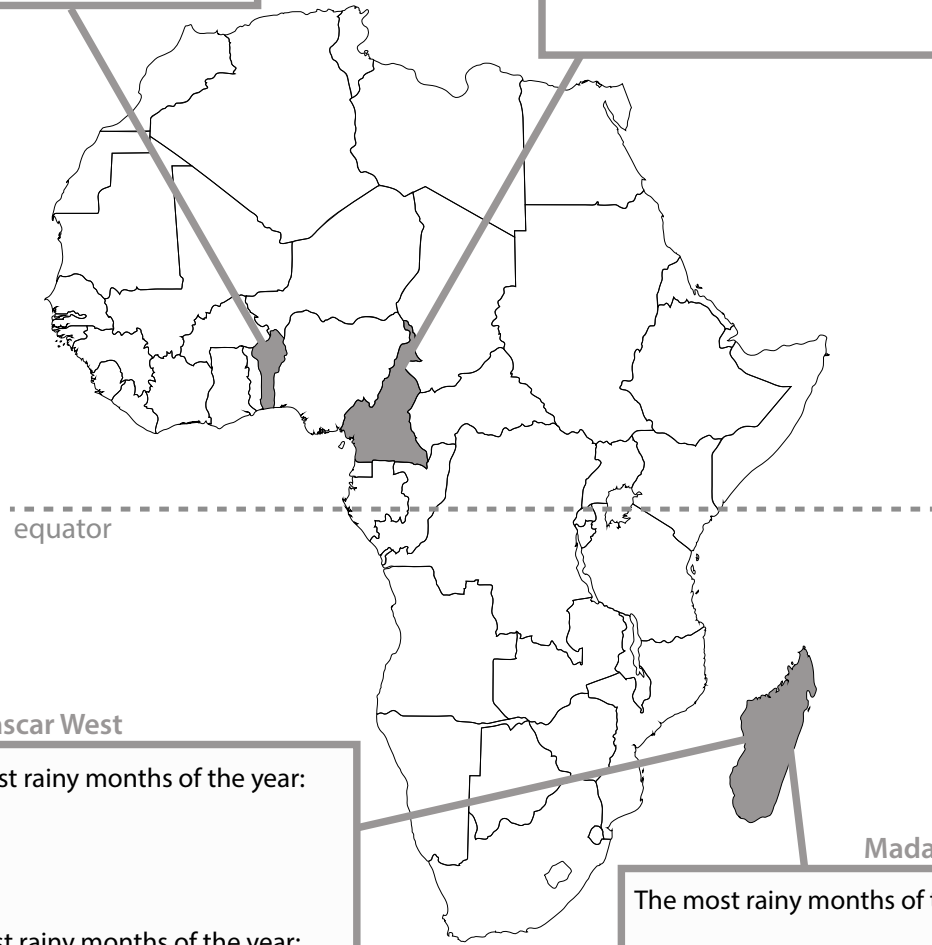 equator
ascar West
st rainy months of the year:
Mada
The most rainy months of
st rainy months of the year: